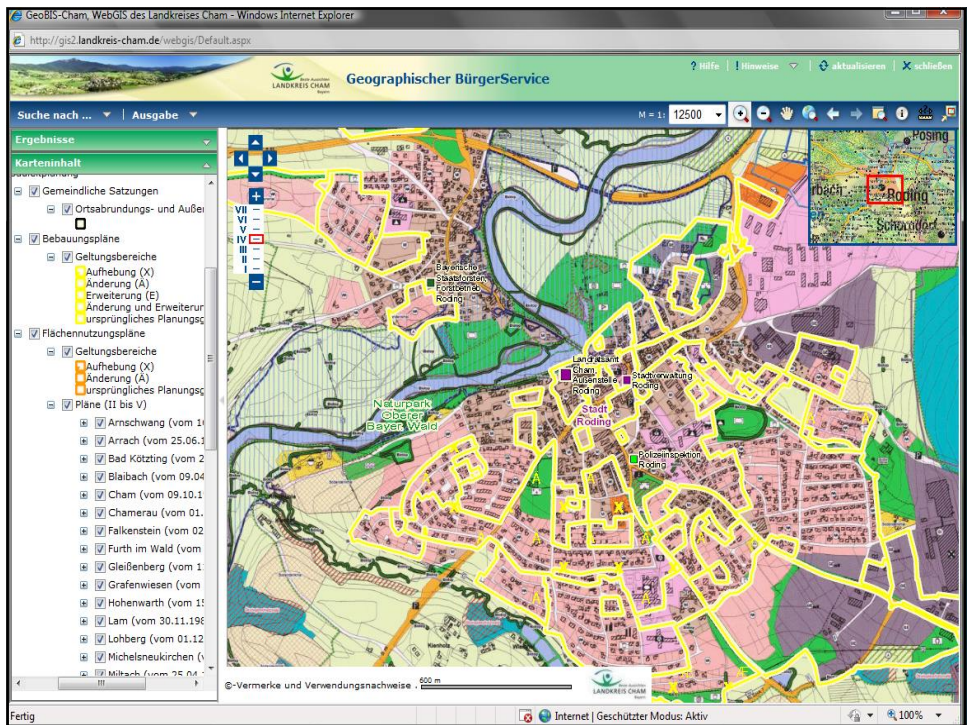 GeoBIS-Cham, WebGIS des Landkreises Cham - Windows Internet Explorer
http://gis2.landkreis-cham.de/webgis/Default.aspx
LANDKREIS CHAM
Geographischer BürgerService
? Hilfe | ! Hinweise | aktualisieren | X schließen
Suche nach ... | Ausgabe
M = 1: 12500
Ergebnisse
Karteninhalt
Gemeindliche Satzungen
Ortsabrundungs- und Außer
Bebauungspläne
Geltungsbereiche
Aufhebung (X)
Änderung (Ä)
Erweiterung (E)
Änderung und Erweiterun
ursprüngliches Planungsg
Flächennutzungspläne
Geltungsbereiche
Aufhebung (X)
Änderung (Ä)
ursprüngliches Planungsg
Pläne (II bis V)
Arnschwang (vom 1
Arrach (vom 25.06.1
Bad Kötzting (vom 2
Blaibach (vom 09.04
Cham (vom 09.10.1
Chamerau (vom 01.
Falkenstein (vom 02
Furth im Wald (vom
Gleißenberg (vom 1
Grafenwiesen (vom
Hohenwarth (vom 15
Lam (vom 30.11.198
Lohberg (vom 01.12
Michelsneukirchen (v
Miltach (vom 25.04.
VII
VI
V
IV
III
II
I
Posing
Roding
Schorndorf
Bayerische
Staatsforsten,
Forstbetrieb
Roding
Landratsamt
Cham,
Außenstelle
Roding
Stadtverwaltung
Roding
Stadt
Roding
Naturpark
Oberer
Bayer. Wald
Polizeiinspektion
Roding
Kienholz
©-Vermerke und Verwendungsnachweise . 600 m
LANDKREIS CHAM
Fertig
Internet | Geschützter Modus: Aktiv
100%